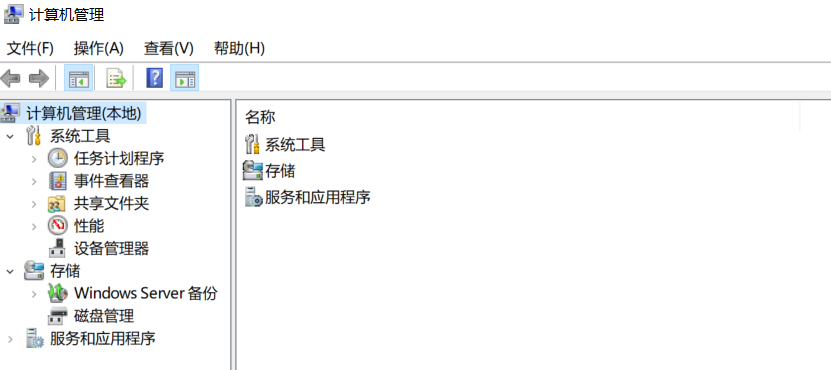 计算机管理
文件(F) 操作(A) 查看(V) 帮助(H)
计算机管理(本地)
系统工具
任务计划程序
事件查看器
共享文件夹
性能
设备管理器
存储
Windows Server 备份
磁盘管理
服务和应用程序
名称
系统工具
存储
服务和应用程序